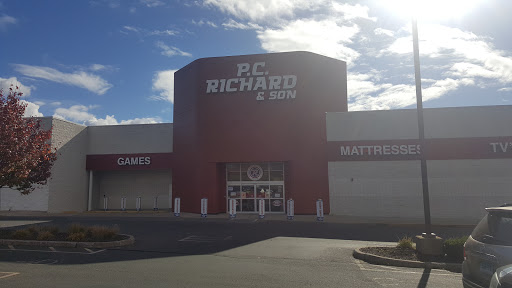 P.C.
RICHARD
& SON
GAMES
MATTRESSES
TV'